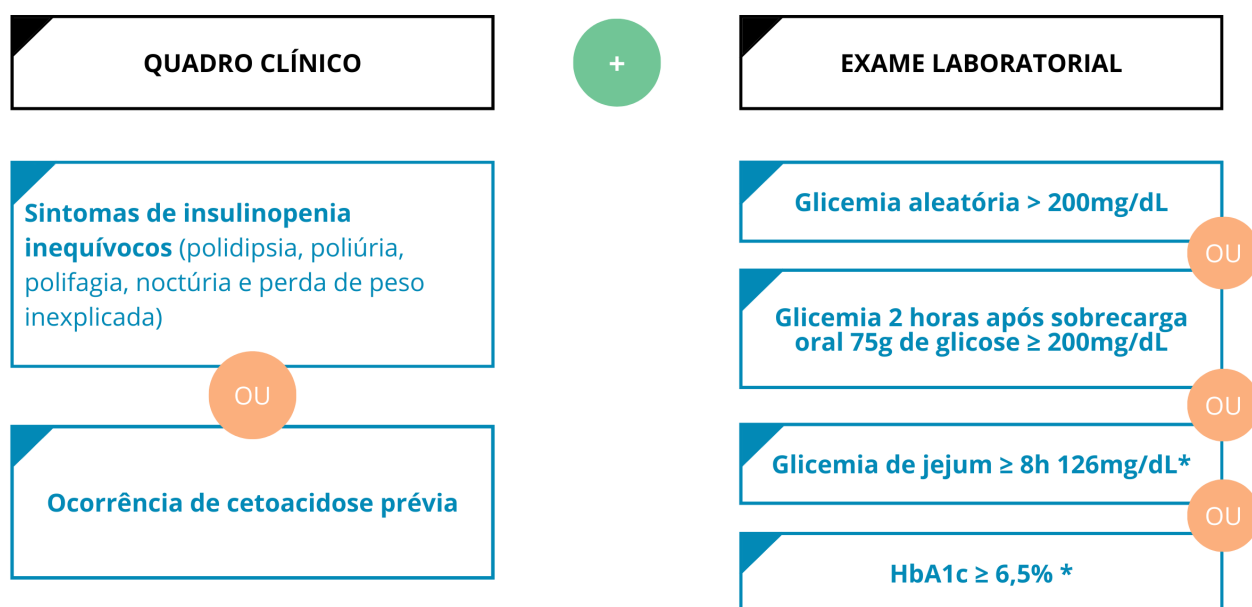 QUADRO CLÍNICO
+
EXAME LABORATORIAL
Sintomas de insulinopenia
inequívocos (polidipsia, poliúria,
polifagia, noctúria e perda de peso
inexplicada)
OU
Ocorrência de cetoacidose prévia
Glicemia aleatória > 200mg/dL
OU
Glicemia 2 horas após sobrecarga
oral 75g de glicose ≥ 200mg/dL
OU
Glicemia de jejum ≥ 8h 126mg/dL*
OU
HbA1c ≥ 6,5% *